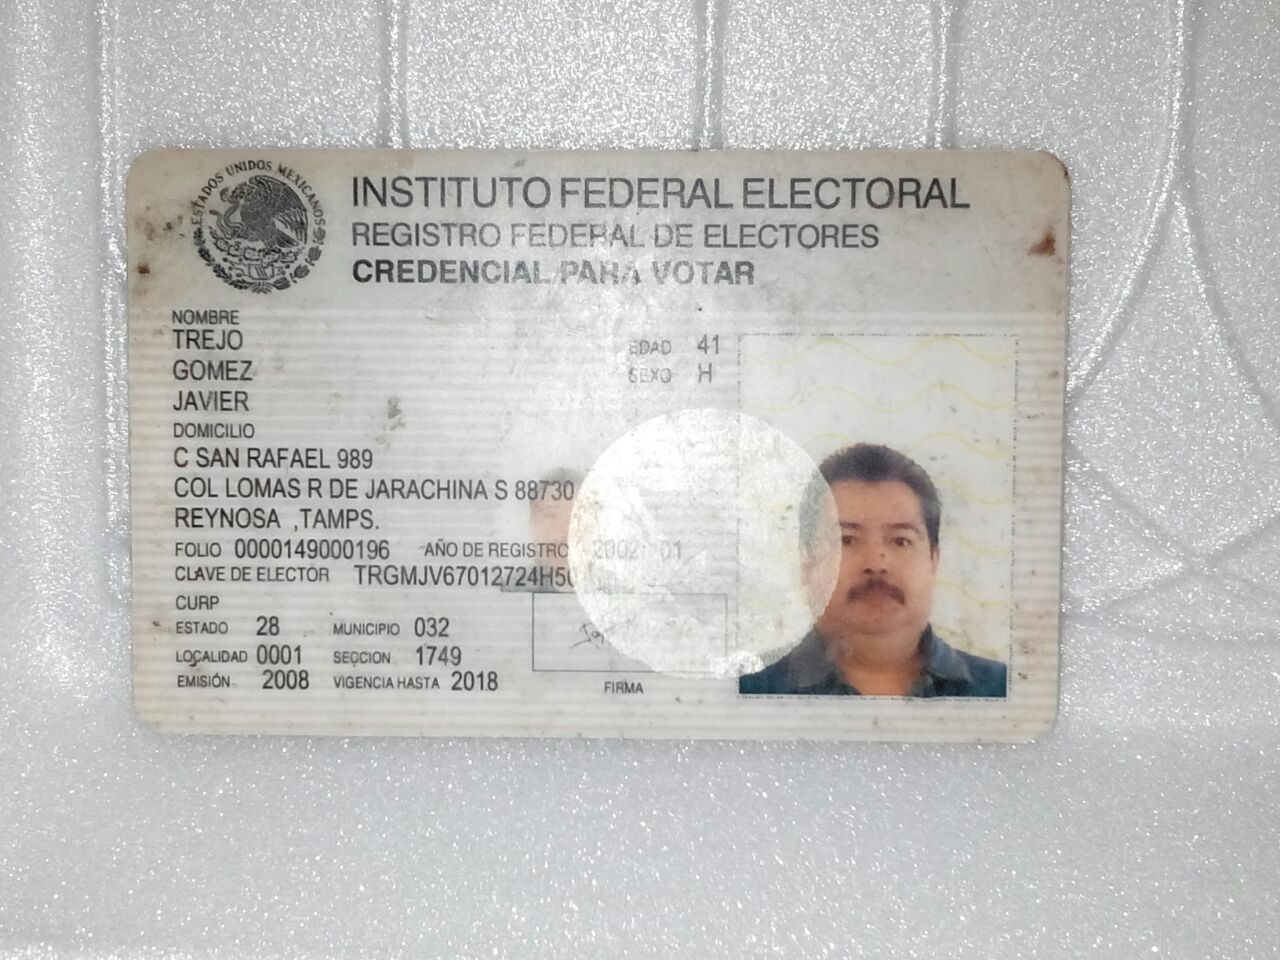 ESTADOS UNIDOS MEXICANOS
INSTITUTO FEDERAL ELECTORAL
REGISTRO FEDERAL DE ELECTORES
CREDENCIAL PARA VOTAR
NOMBRE
TREJO
GOMEZ
JAVIER
EDAD 41
SEXO H
DOMICILIO
C SAN RAFAEL 989
COL LOMAS R DE JARACHINA S 88730
REYNOSA ,TAMPS.
FOLIO 0000149000196 AÑO DE REGISTRO 2002 01
CLAVE DE ELECTOR TRGMJV67012724H5
CURP
ESTADO 28 MUNICIPIO 032
LOCALIDAD 0001 SECCION 1749
EMISIÓN 2008 VIGENCIA HASTA 2018
FIRMA